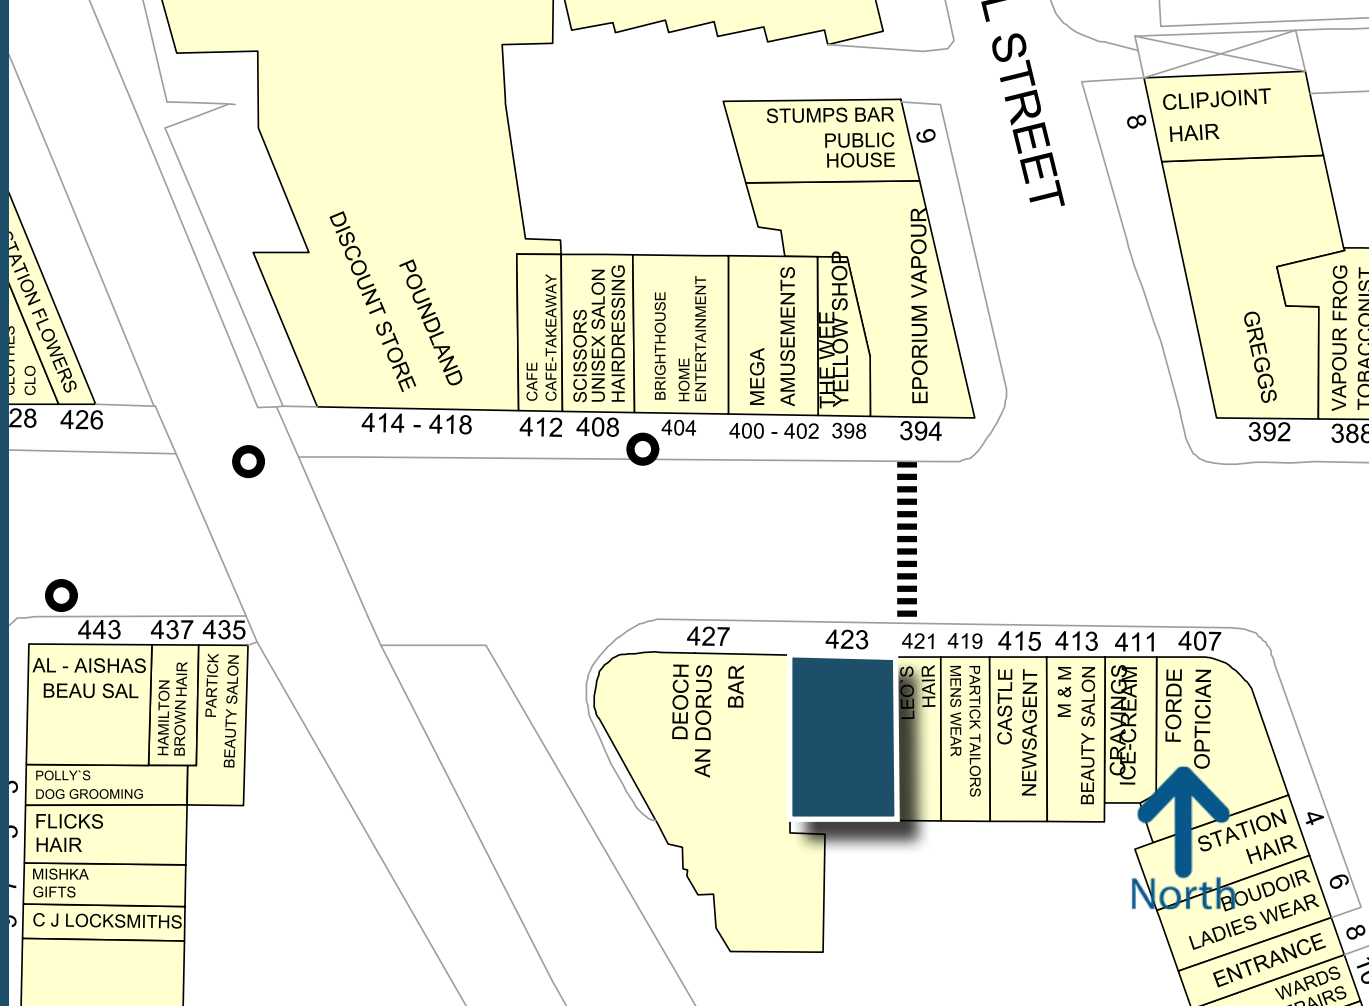 L STREET
CLIPJOINT
HAIR
8
STUMPS BAR
PUBLIC
HOUSE
9
STATION FLOWERS
CLOTHES
CLO
DISCOUNT STORE
POUNDLAND
CAFE
CAFE-TAKEAWAY
SCISSORS
UNISEX SALON
HAIRDRESSING
BRIGHTHOUSE
HOME
ENTERTAINMENT
MEGA
AMUSEMENTS
THE WEE
YELLOW SHOP
EPORIUM VAPOUR
GREGGS
VAPOUR FROG
TOBACCONIST
28
426
414 - 418
412
408
404
400 - 402
398
394
392
388
443
437
435
AL - AISHAS
BEAU SAL
HAMILTON
BROWN HAIR
PARTICK
BEAUTY SALON
POLLY`S
DOG GROOMING
FLICKS
HAIR
MISHKA
GIFTS
C J LOCKSMITHS
427
423
421
419
415
413
411
407
DEOCH
AN DORUS
BAR
LEO`S
HAIR
PARTICK TAILORS
MENS WEAR
CASTLE
NEWSAGENT
M & M
BEAUTY SALON
CRAVINGS
ICE-CREAM
FORDE
OPTICIAN
North
STATION
HAIR
4
BOUDOIR
LADIES WEAR
6
ENTRANCE
8
WARDS
10